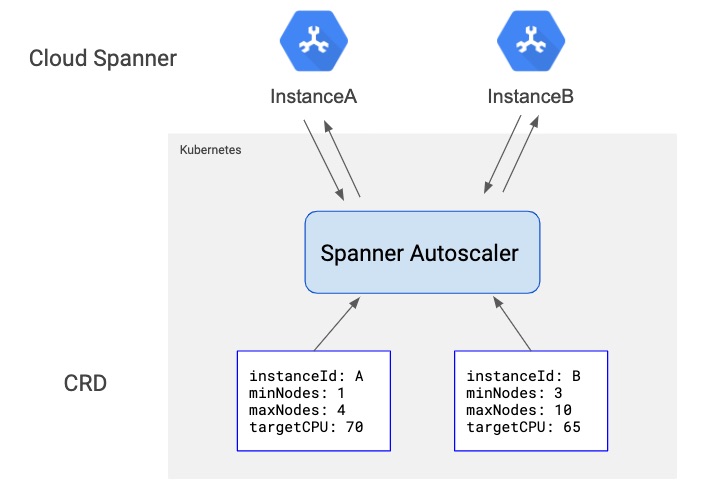 Cloud Spanner
InstanceA
InstanceB
Kubernetes
Spanner Autoscaler
CRD
instanceId: A
minNodes: 1
maxNodes: 4
targetCPU: 70
instanceId: B
minNodes: 3
maxNodes: 10
targetCPU: 65